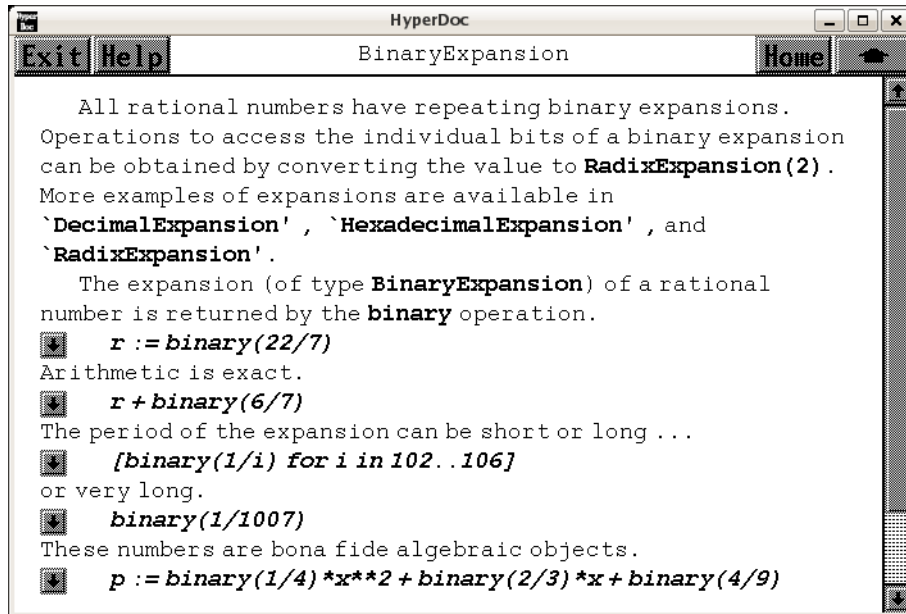 Hyper Doc
HyperDoc
Exit Help BinaryExpansion Home
All rational numbers have repeating binary expansions.
Operations to access the individual bits of a binary expansion
can be obtained by converting the value to RadixExpansion(2).
More examples of expansions are available in
`DecimalExpansion' , `HexadecimalExpansion' , and
`RadixExpansion'.
The expansion (of type BinaryExpansion) of a rational
number is returned by the binary operation.
r := binary(22/7)
Arithmetic is exact.
r + binary(6/7)
The period of the expansion can be short or long ...
[binary(1/i) for i in 102..106]
or very long.
binary(1/1007)
These numbers are bona fide algebraic objects.
p := binary(1/4)*x**2 + binary(2/3)*x + binary(4/9)